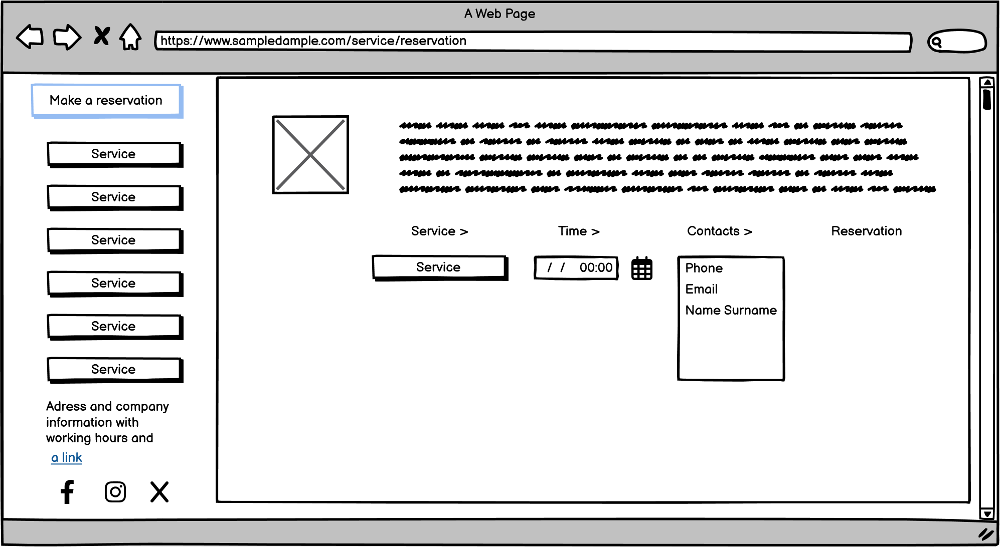 A Web Page
https://www.sampledample.com/service/reservation
Make a reservation
Service
Service
Service
Service
Service
Service
Adress and company
information with
working hours and
a link
Service >
Time >
Contacts >
Reservation
Service
/ / 00:00
Phone
Email
Name Surname